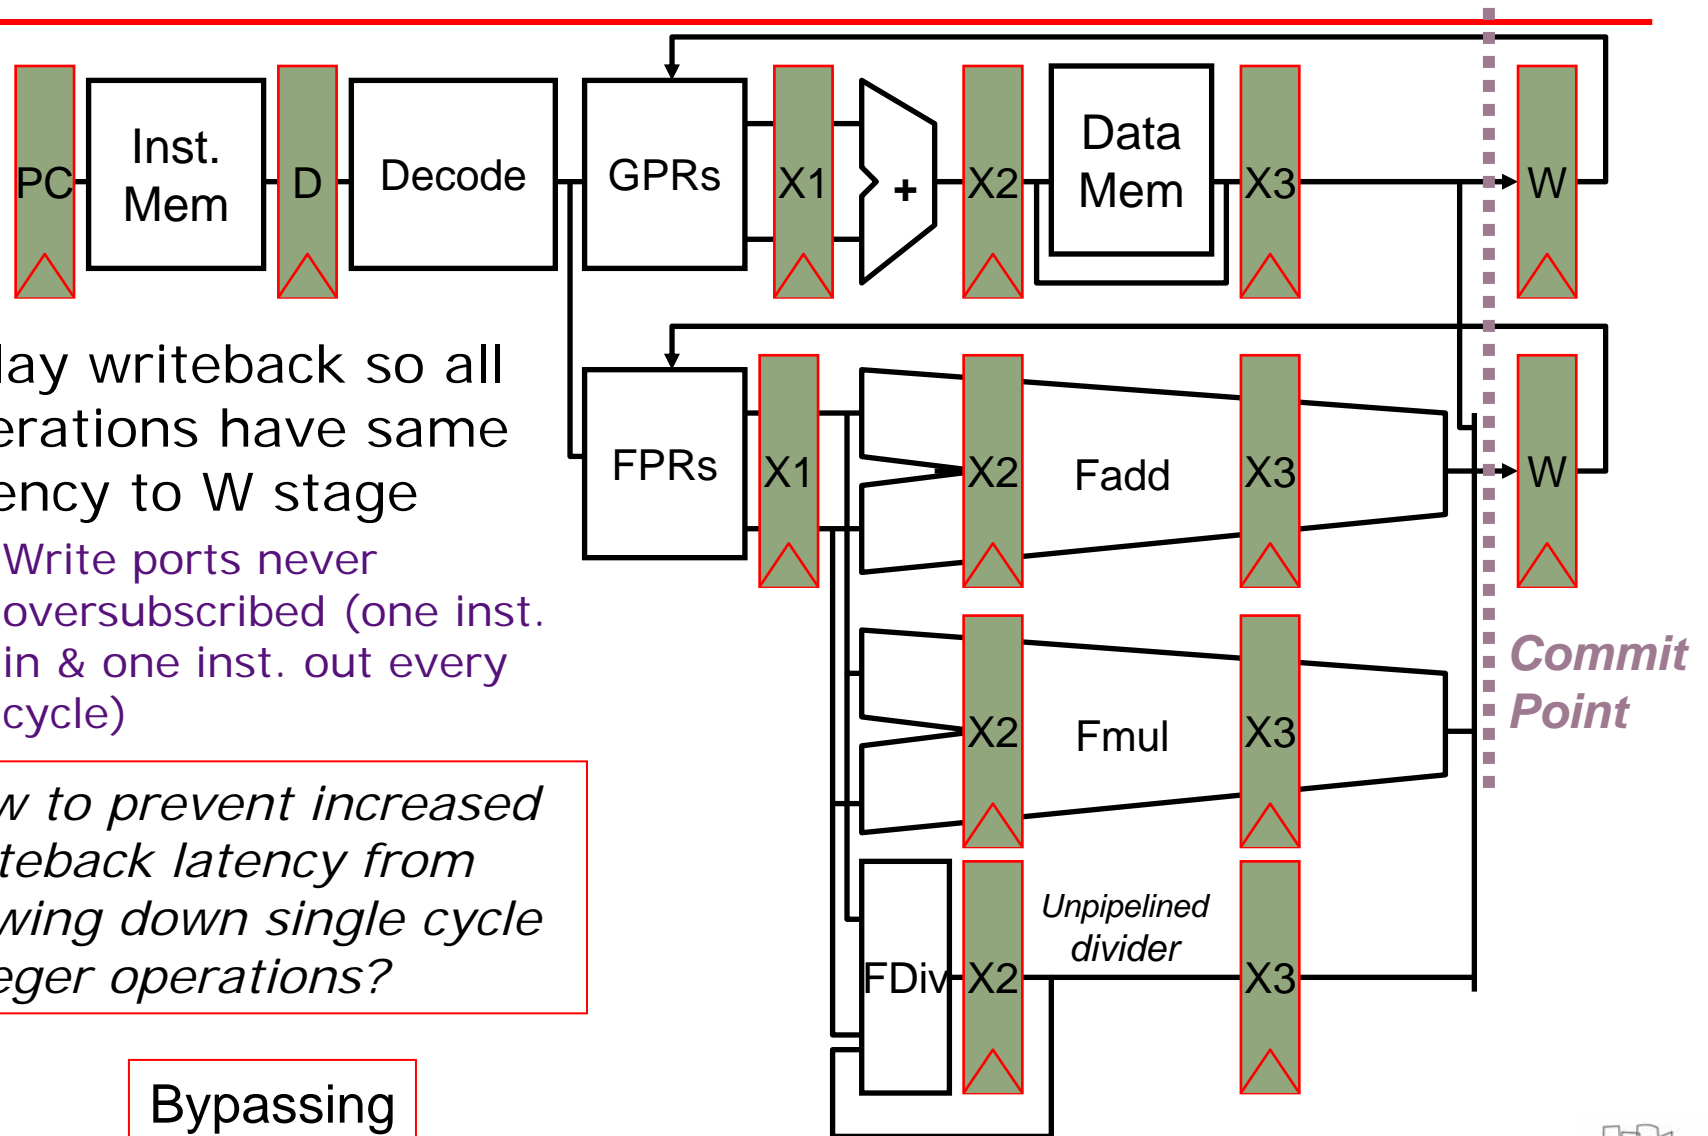 PC
Inst.
Mem
D
Decode
GPRs
X1
+
X2
Data
Mem
X3
W
lay writeback so all
erations have same
ency to W stage
Write ports never
oversubscribed (one inst.
in & one inst. out every
cycle)
w to prevent increased
teback latency from
wing down single cycle
eger operations?
Bypassing
FPRs
X1
X2
Fadd
X3
W
X2
Fmul
X3
Commit
Point
FDiv
X2
Unpipelined
divider
X3